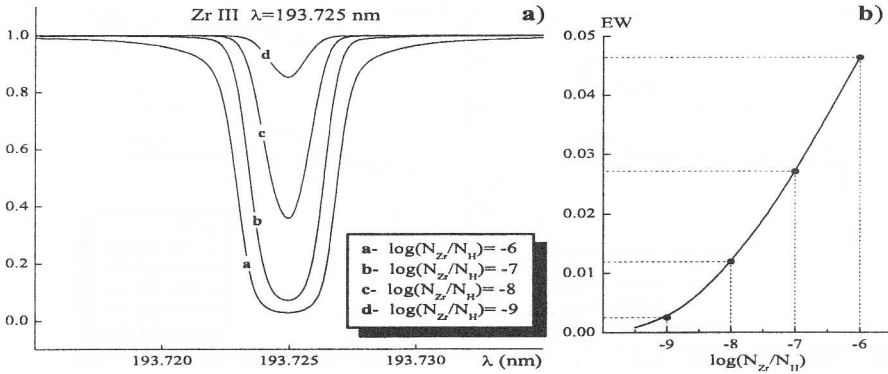 Zr III λ=193.725 nm
a)
1.0
0.8
0.6
0.4
0.2
0.0
d
c
b
a
a- log(N_Zr/N_H)= -6
b- log(N_Zr/N_H)= -7
c- log(N_Zr/N_H)= -8
d- log(N_Zr/N_H)= -9
193.720 193.725 193.730 λ (nm)
EW
b)
0.05
0.04
0.03
0.02
0.01
0.00
-9 -8 -7 -6
log(N_Zr/N_H)